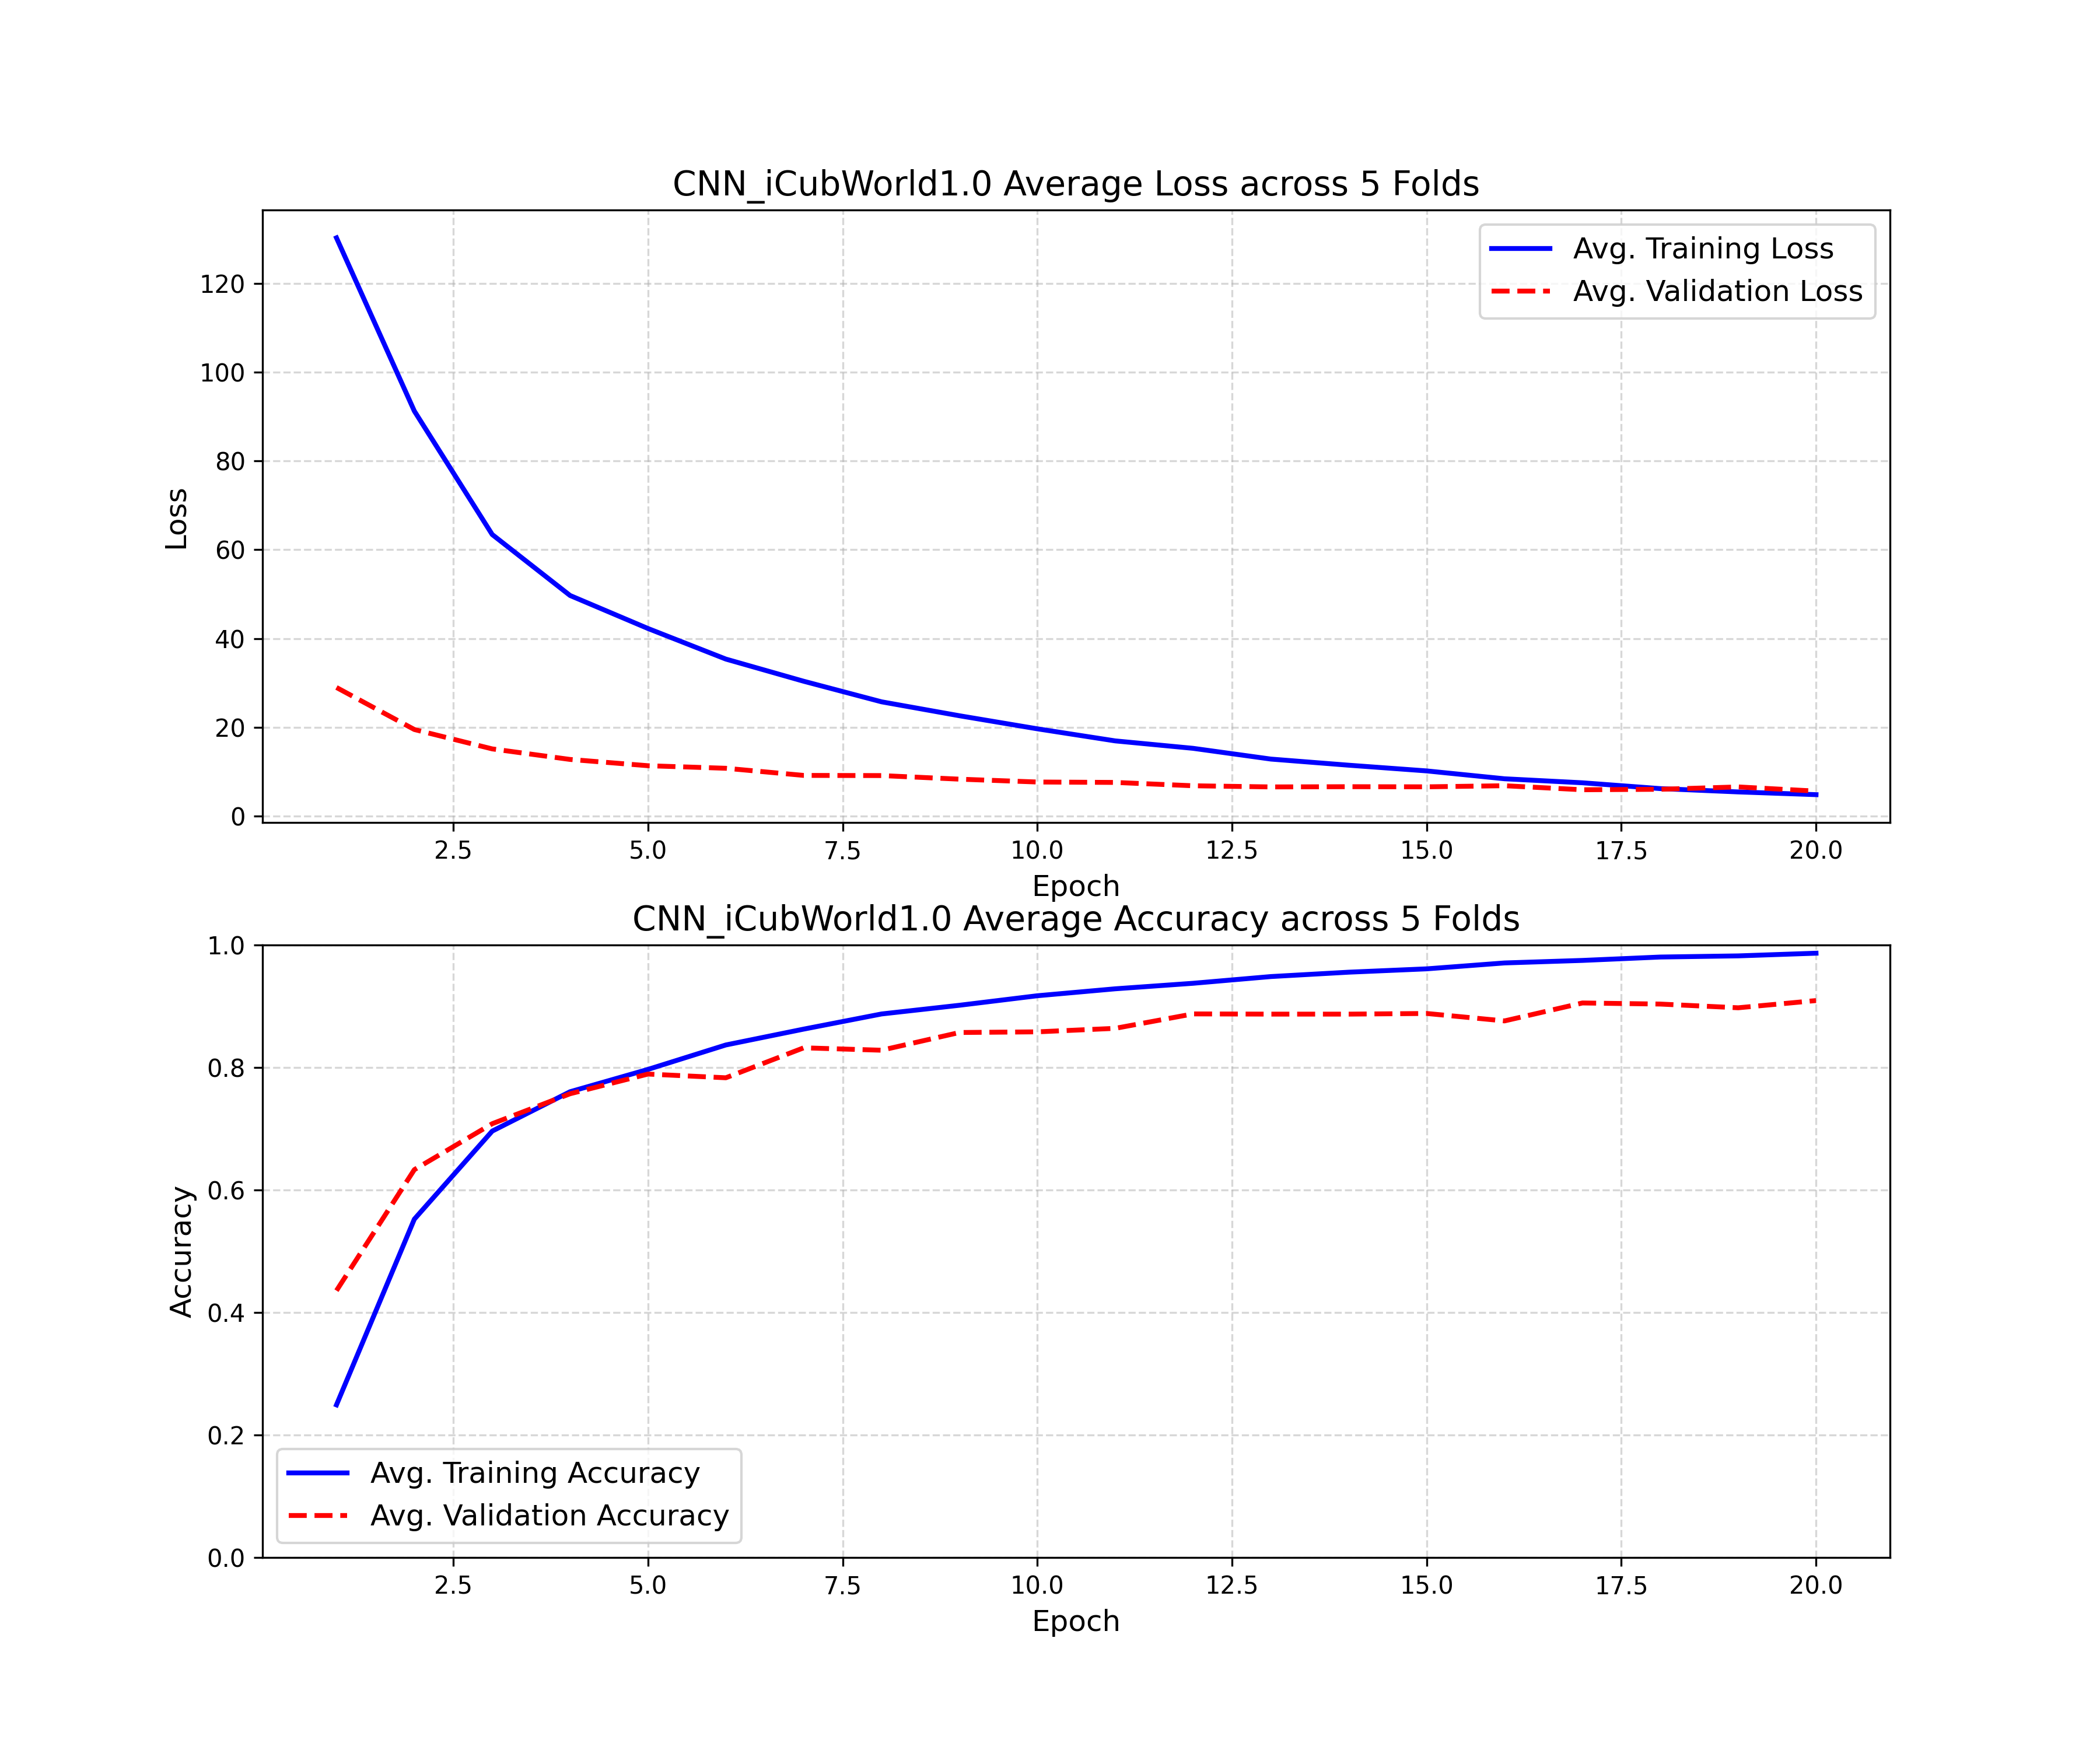 CNN_iCubWorld1.0 Average Loss across 5 Folds
Avg. Training Loss
Avg. Validation Loss
120
100
80
60
40
20
0
Loss
2.5 5.0 7.5 10.0 12.5 15.0 17.5 20.0
Epoch
CNN_iCubWorld1.0 Average Accuracy across 5 Folds
1.0
0.8
0.6
0.4
0.2
0.0
Accuracy
Avg. Training Accuracy
Avg. Validation Accuracy
2.5 5.0 7.5 10.0 12.5 15.0 17.5 20.0
Epoch